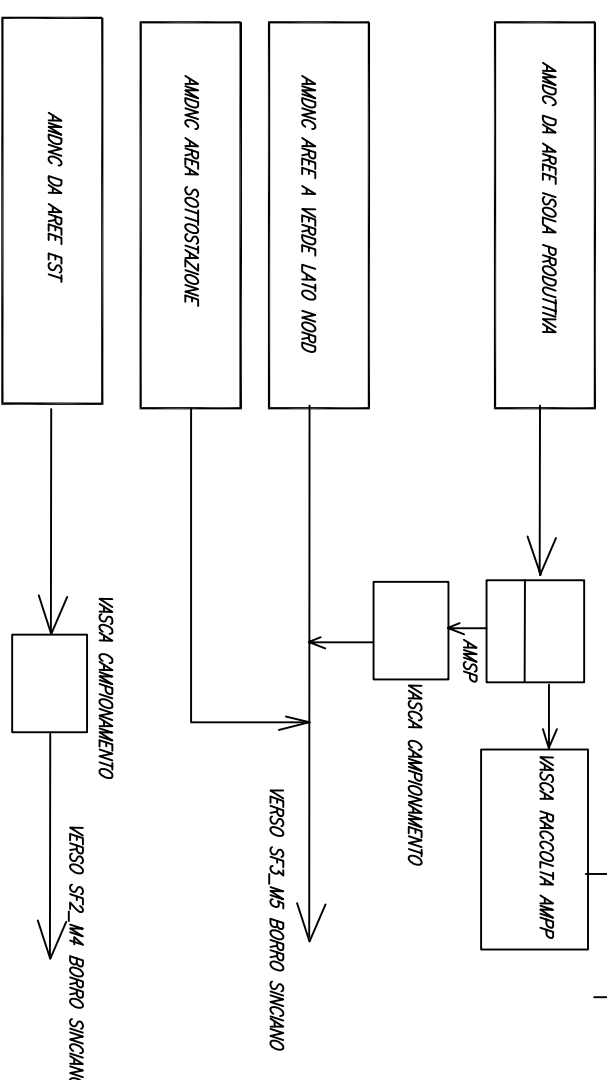 AMDC DA AREE ISOLA PRODUTTIVA
VASCA RACCOLTA AMPP
AMSP
VASCA CAMPIONAMENTO
AMDNC AREE A VERDE LATO NORD
VERSO SF3_M5 BORRO SINCIANO
AMDNC AREA SOTTOSTAZIONE
VASCA CAMPIONAMENTO
VERSO SF2_M4 BORRO SINCIANO
AMDNC DA AREE EST